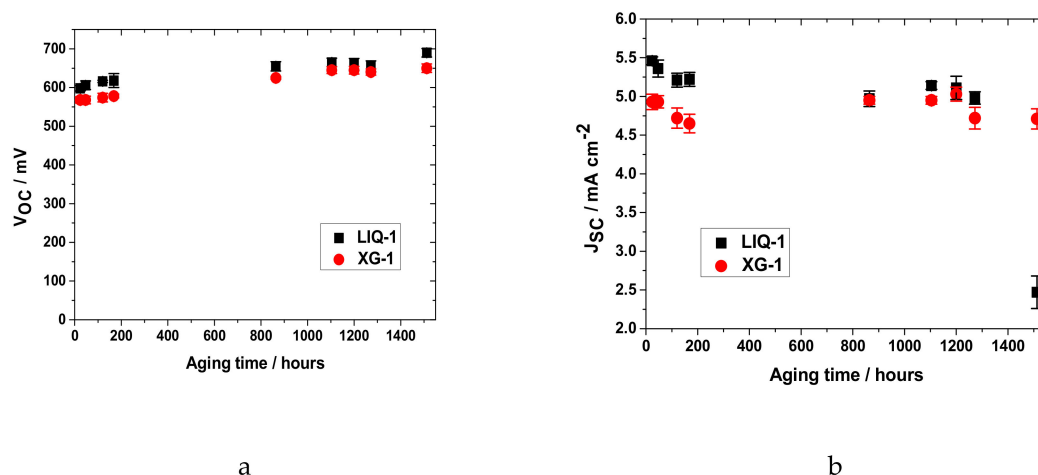 700
600
500
400
300
200
100
0
V_OC / mV
LIQ-1
XG-1
0 200 400 600 800 1000 1200 1400
Aging time / hours
a
6.0
5.5
5.0
4.5
4.0
3.5
3.0
2.5
2.0
J_SC / mA cm-2
LIQ-1
XG-1
0 200 400 600 800 1000 1200 1400
Aging time / hours
b